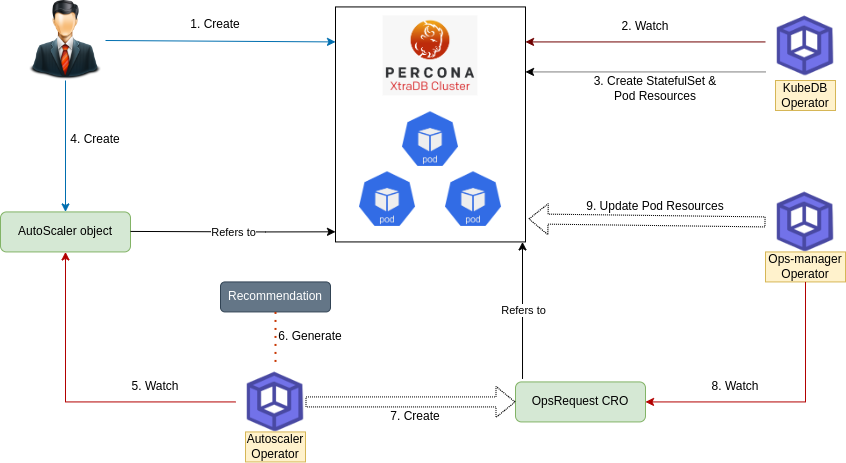 1. Create
2. Watch
PERCONA
XtraDB Cluster
3. Create StatefulSet &
Pod Resources
KubeDB
Operator
pod
4. Create
pod
pod
9. Update Pod Resources
AutoScaler object
Refers to
Ops-manager
Operator
Recommendation
Refers to
6. Generate
5. Watch
8. Watch
OpsRequest CRO
7. Create
Autoscaler
Operator